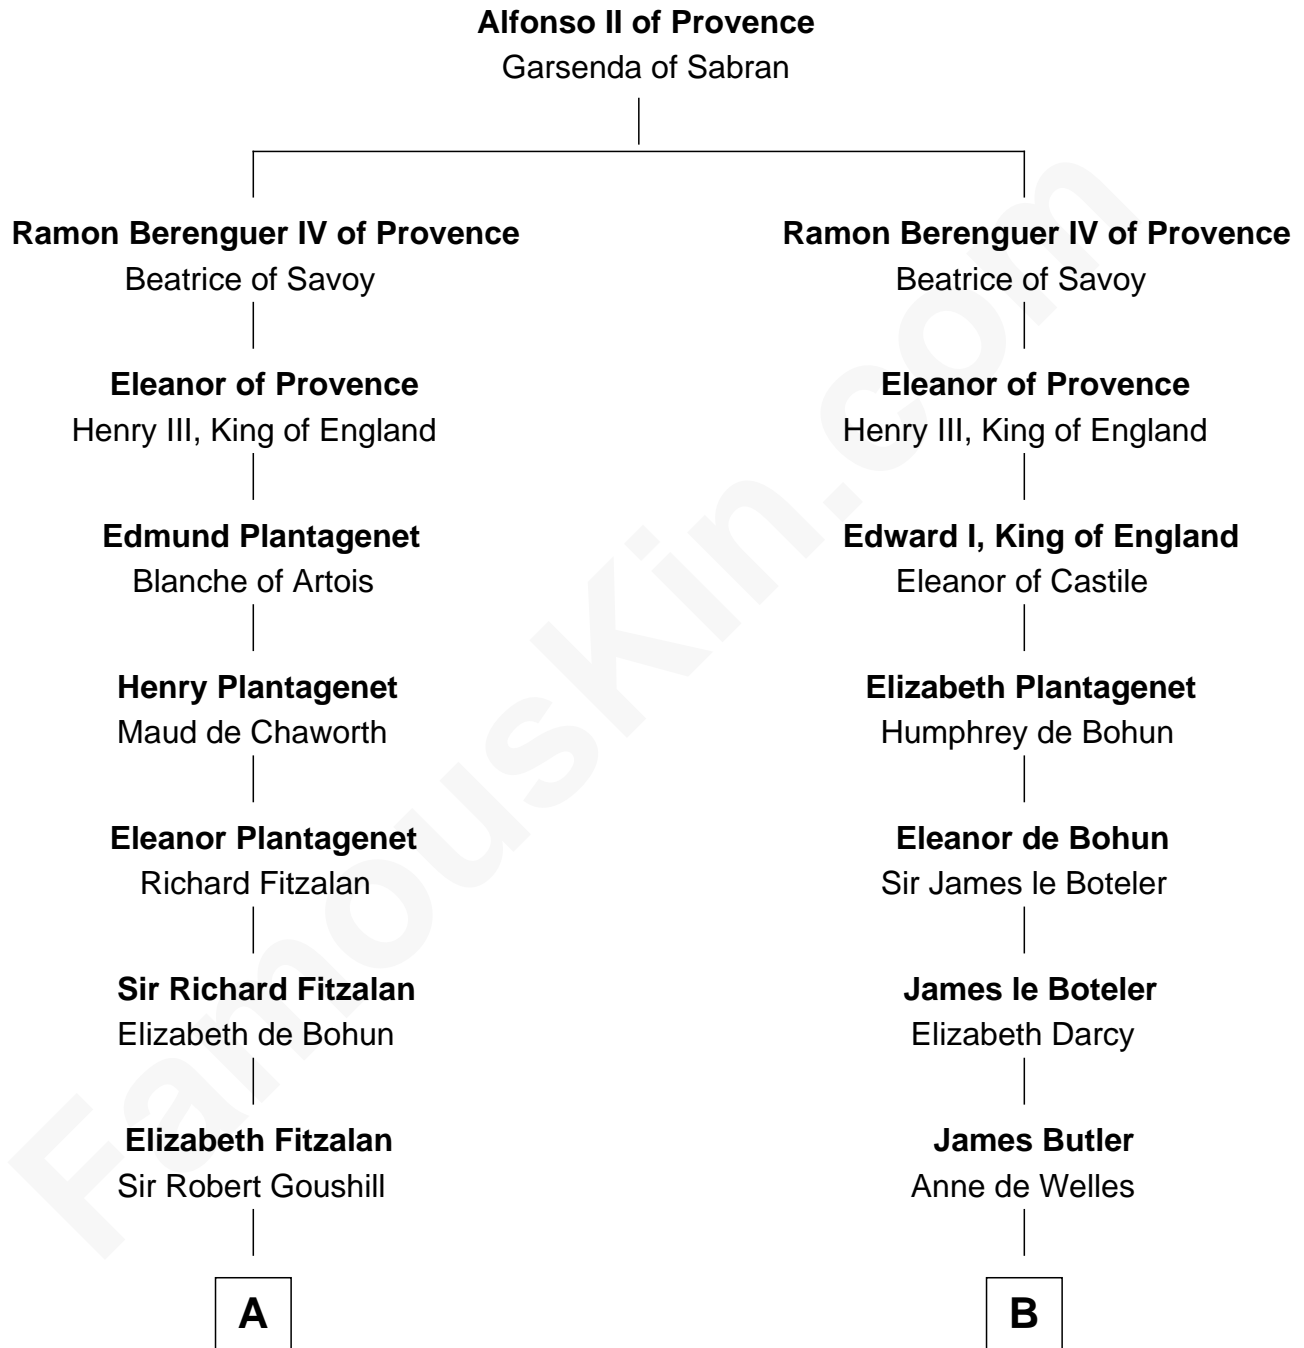 Alfonso II of Provence
Garsenda of Sabran
Ramon Berenguer IV of Provence
Beatrice of Savoy
Eleanor of Provence
Henry III, King of England
Edmund Plantagenet
Blanche of Artois
Henry Plantagenet
Maud de Chaworth
Eleanor Plantagenet
Richard Fitzalan
Sir Richard Fitzalan
Elizabeth de Bohun
Elizabeth Fitzalan
Sir Robert Goushill
A
Ramon Berenguer IV of Provence
Beatrice of Savoy
Eleanor of Provence
Henry III, King of England
Edward I, King of England
Eleanor of Castile
Elizabeth Plantagenet
Humphrey de Bohun
Eleanor de Bohun
Sir James le Boteler
James le Boteler
Elizabeth Darcy
James Butler
Anne de Welles
B
FamousKin.com